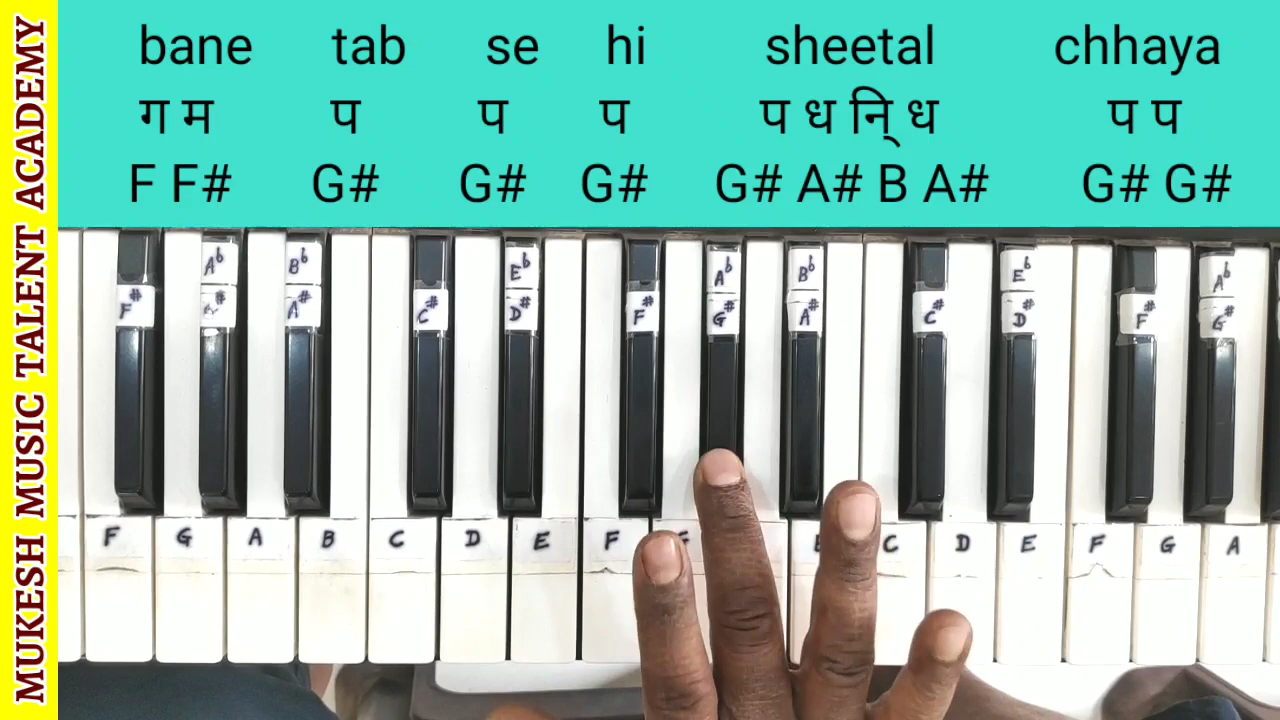 MUKESH MUSIC TALENT ACADEMY
bane tab se hi sheetal chhaya
ग म प प प प ध नि् ध प प
F F# G# G# G# G# A# B A# G# G#
A♭ B♭ E♭ A♭ B♭ E♭ A♭
F# A# C# D# F# G# A# C# D# F# G#
F G A B C D E F C D E F G A